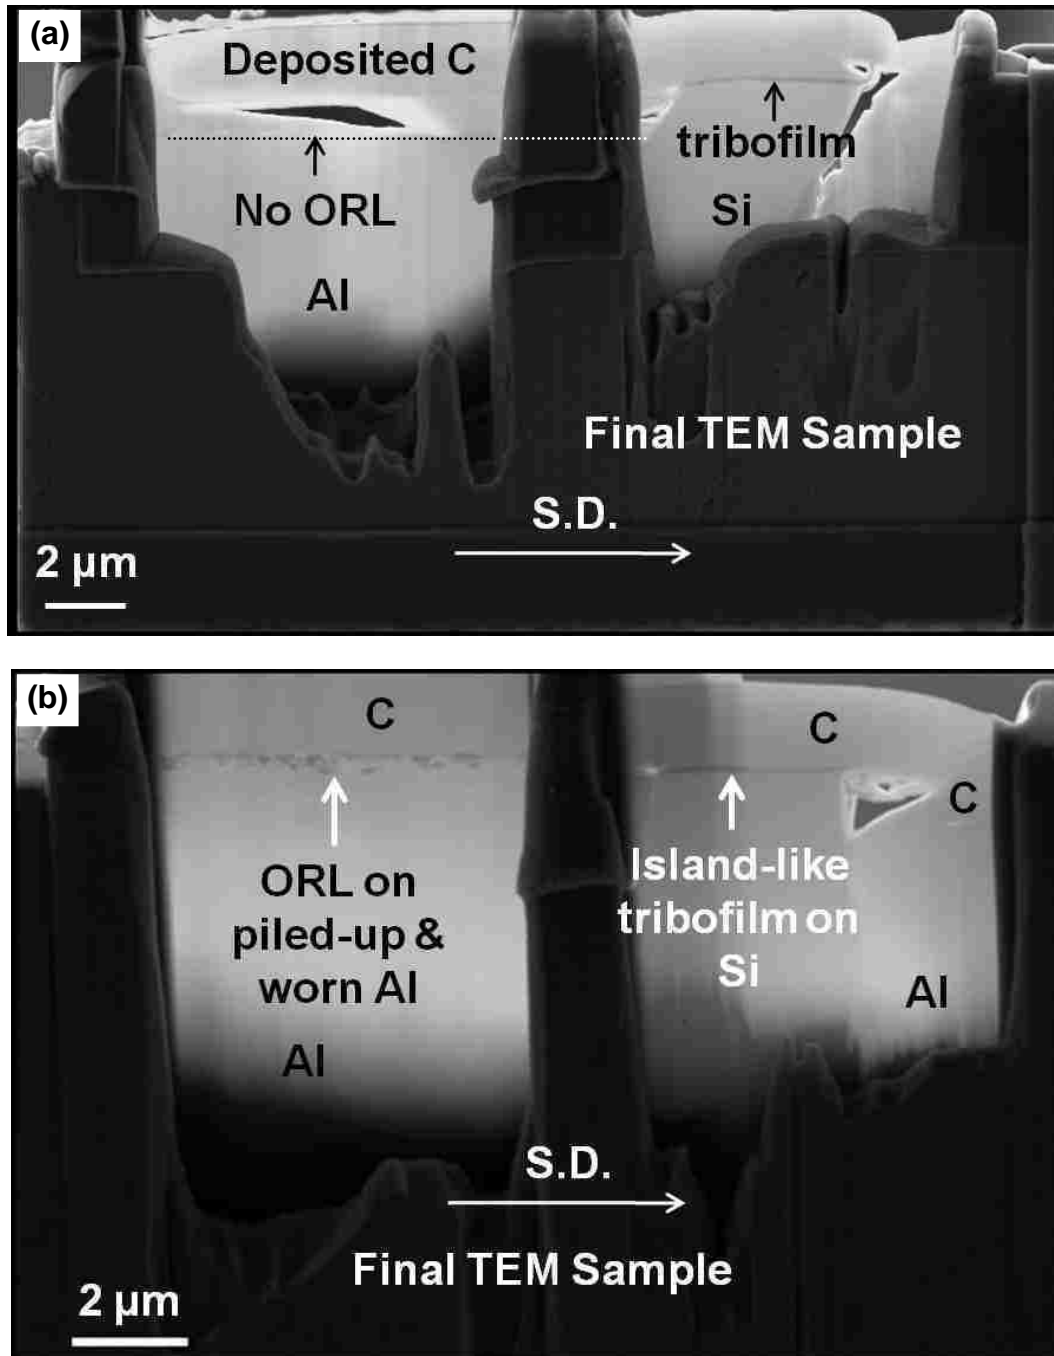 (a)
Deposited C
tribofilm
No ORL
Si
Al
Final TEM Sample
S.D.
2 μm
(b)
C
C
C
ORL on
piled-up &
worn Al
Island-like
tribofilm on
Si
Al
Al
S.D.
Final TEM Sample
2 μm